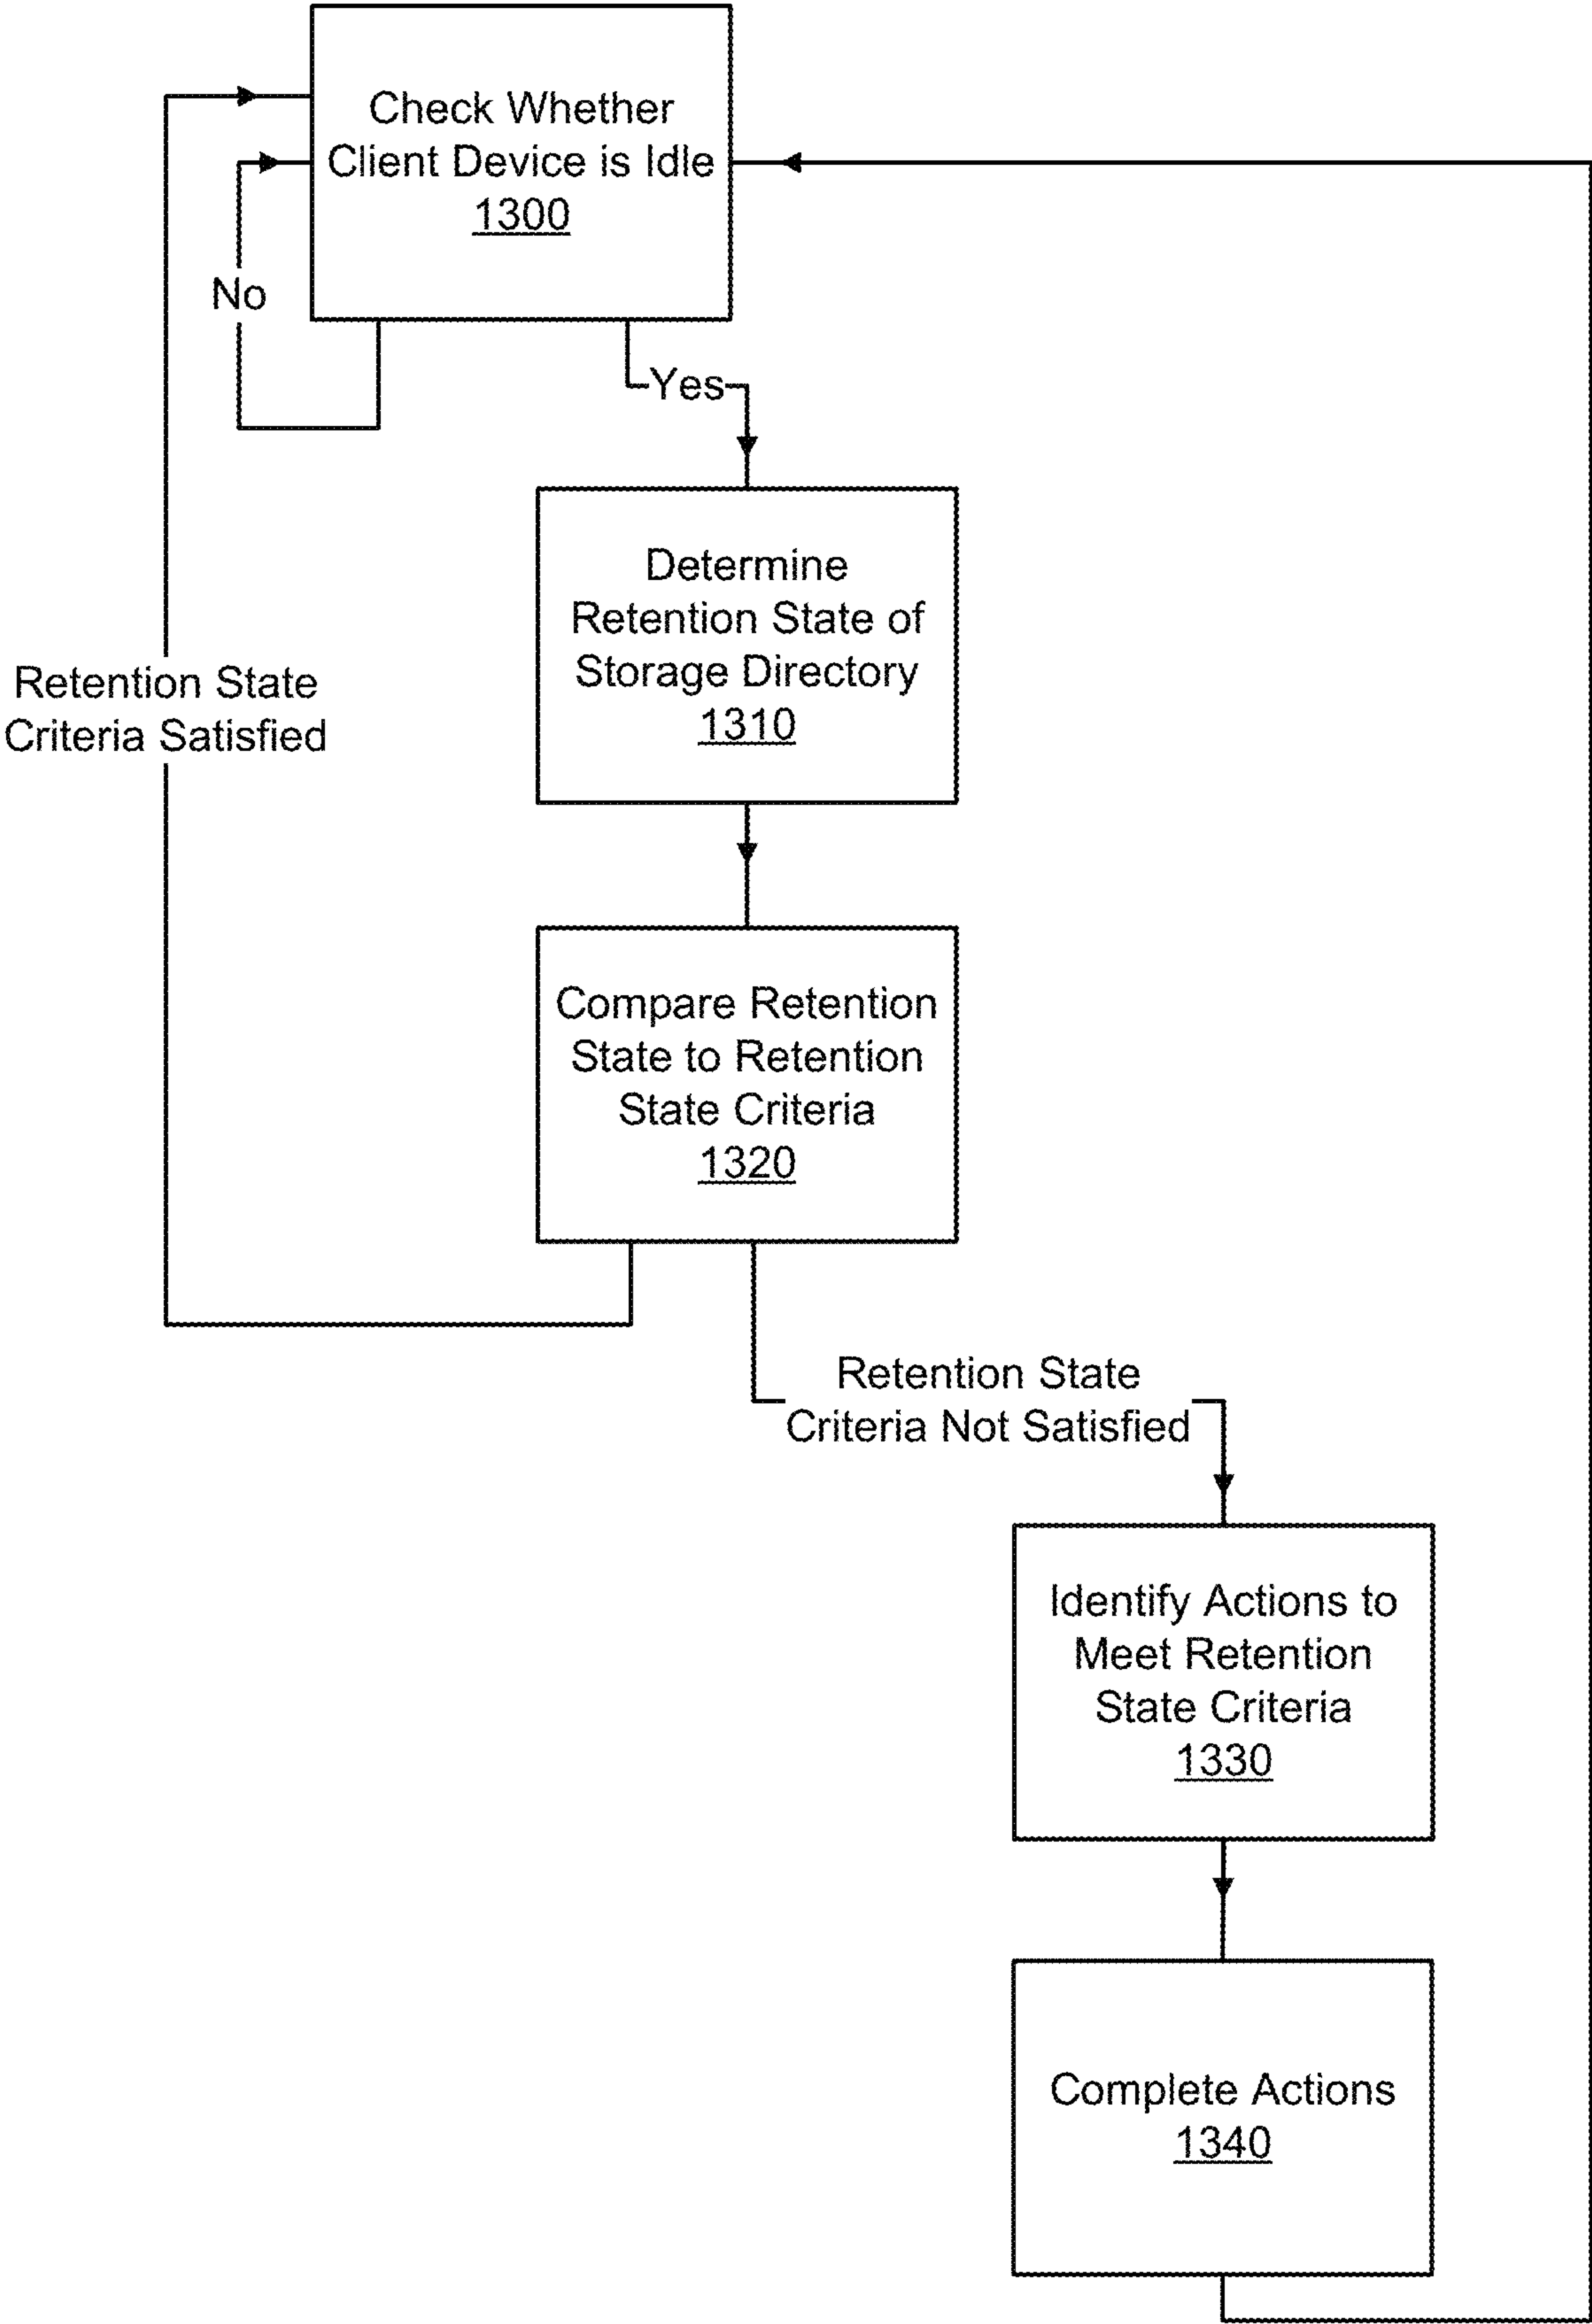 Check Whether
Client Device is Idle
1300
No
Yes
Determine
Retention State of
Storage Directory
1310
Retention State
Criteria Satisfied
Compare Retention
State to Retention
State Criteria
1320
Retention State
Criteria Not Satisfied
Identify Actions to
Meet Retention
State Criteria
1330
Complete Actions
1340